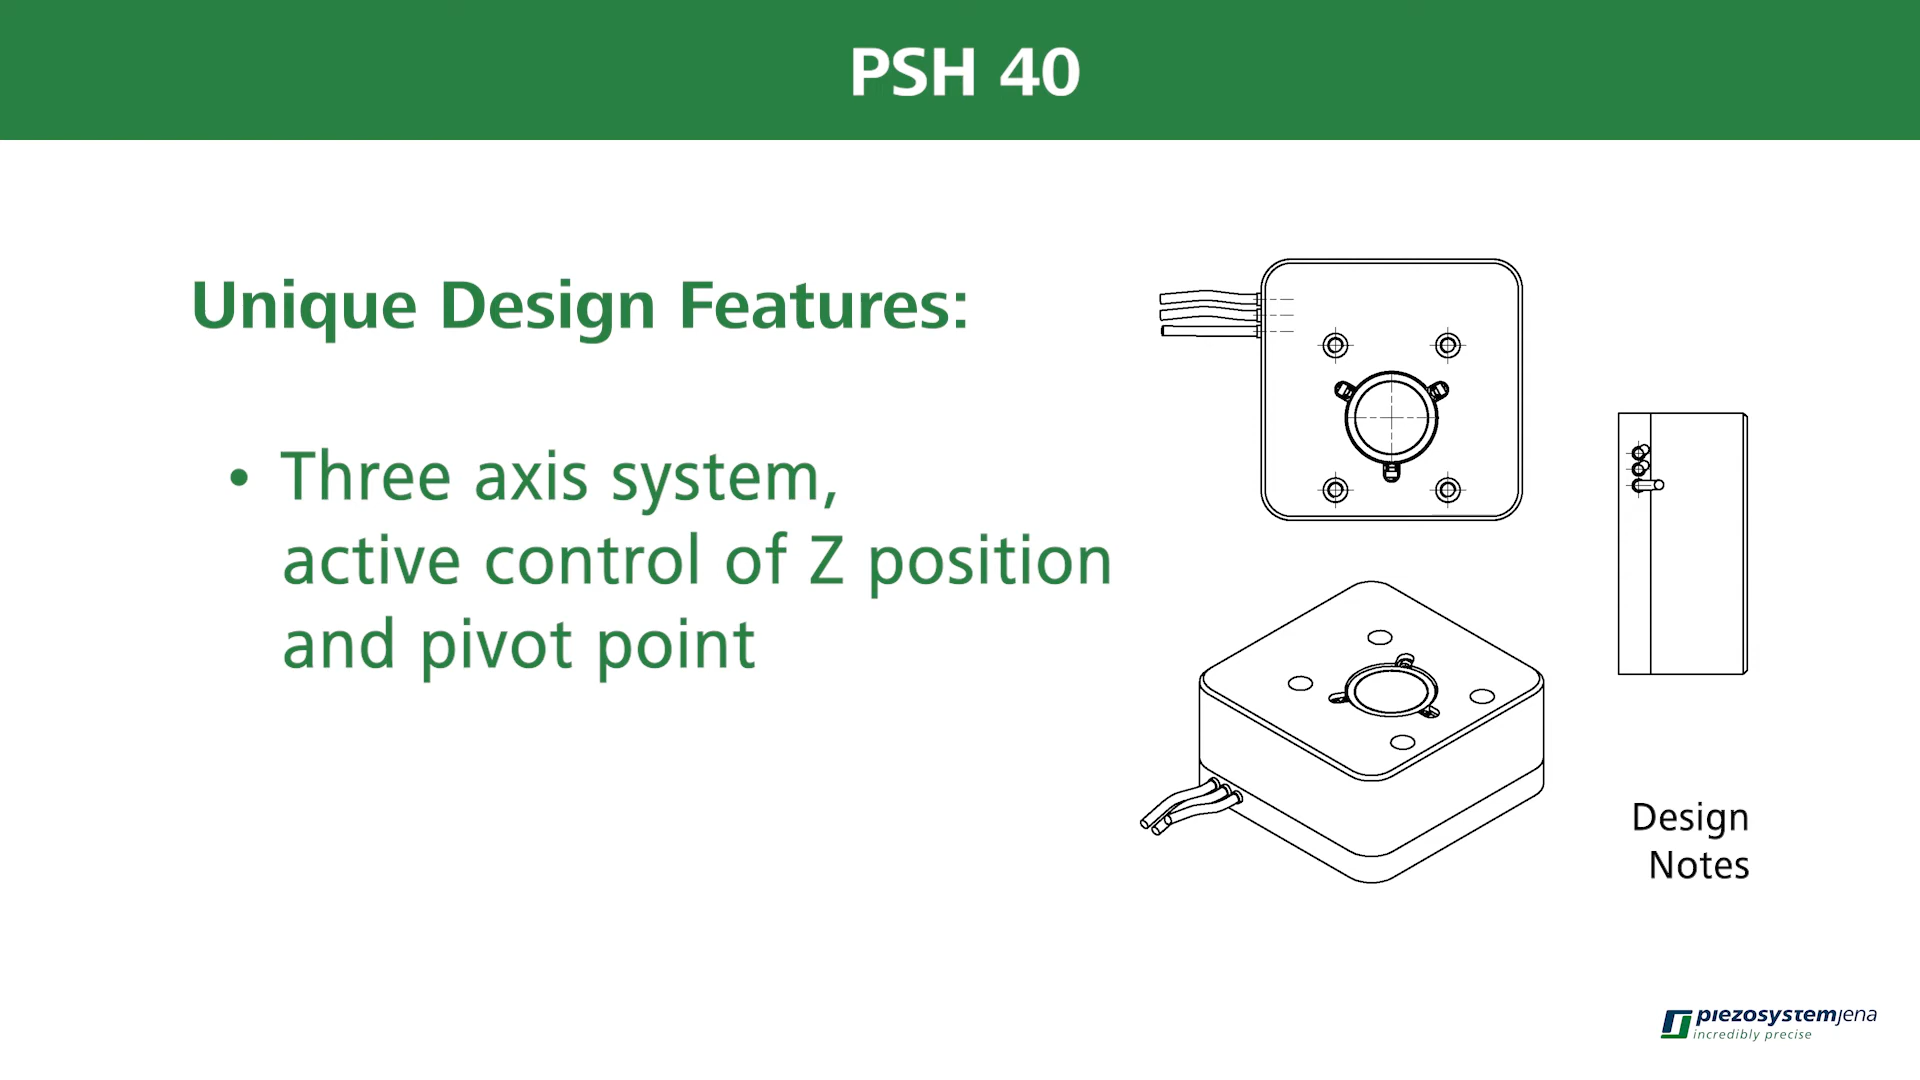 PSH 40
Unique Design Features:
• Three axis system,
active control of Z position
and pivot point
Design
Notes
piezosystemjena
incredibly precise